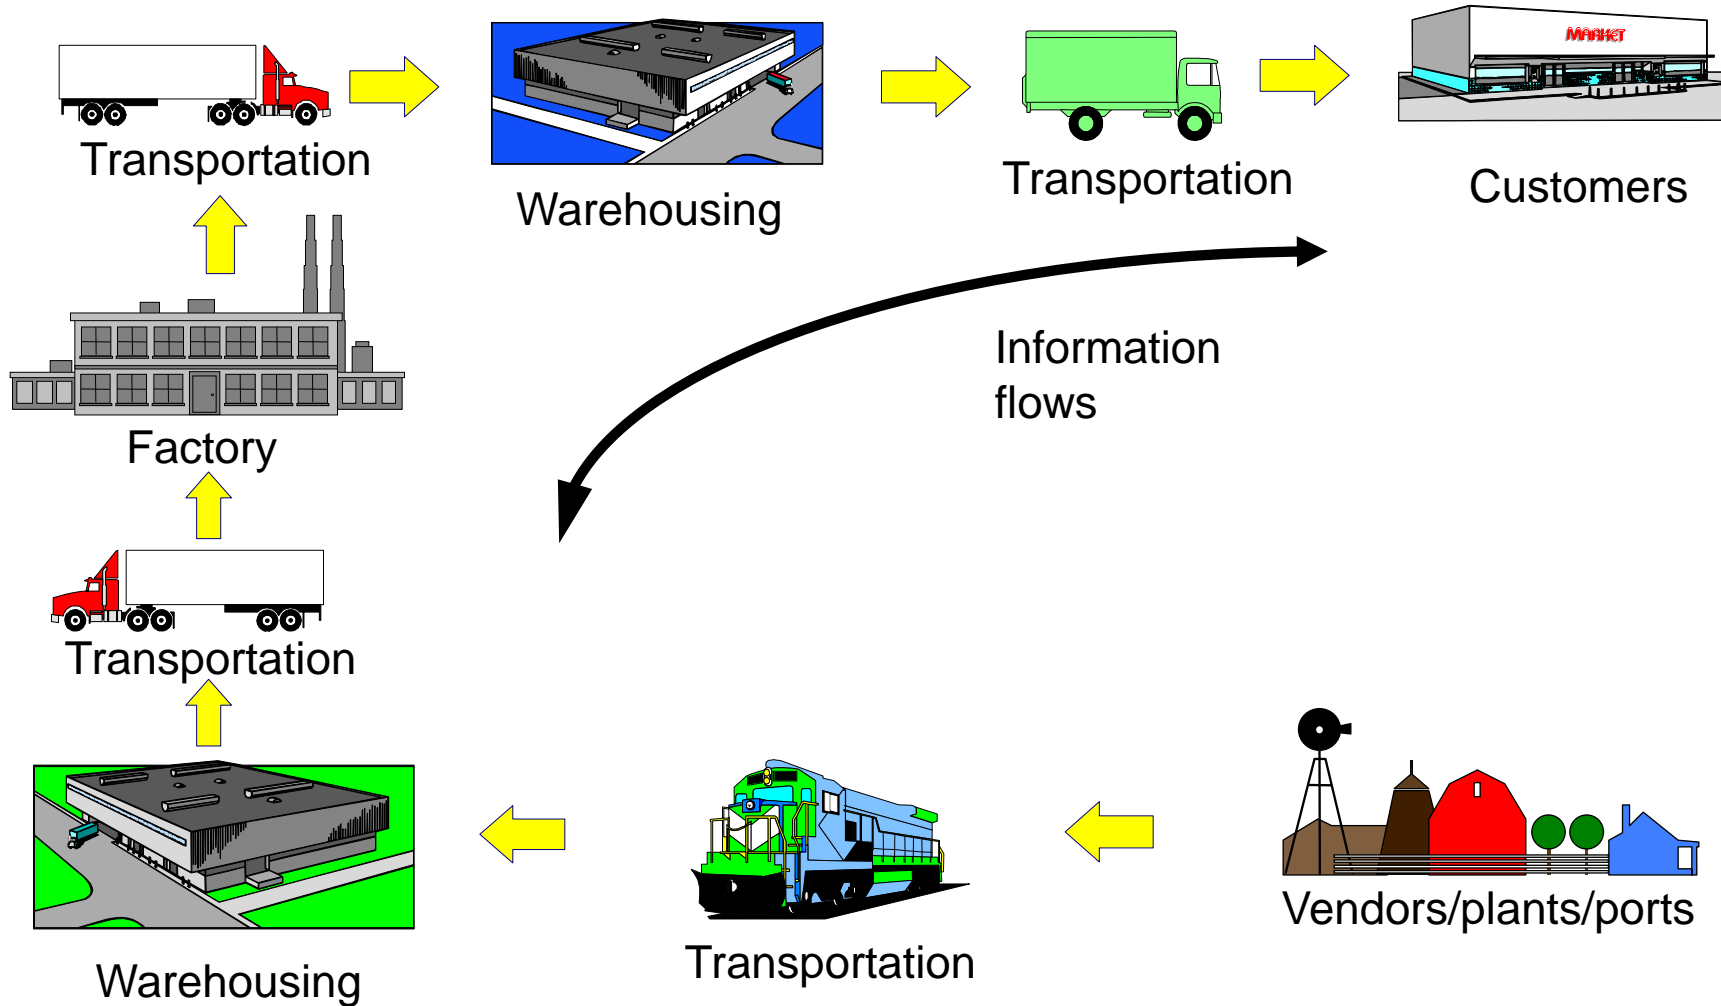 MARKET
Transportation
Warehousing
Transportation
Customers
Information
flows
Factory
Transportation
Vendors/plants/ports
Transportation
Warehousing